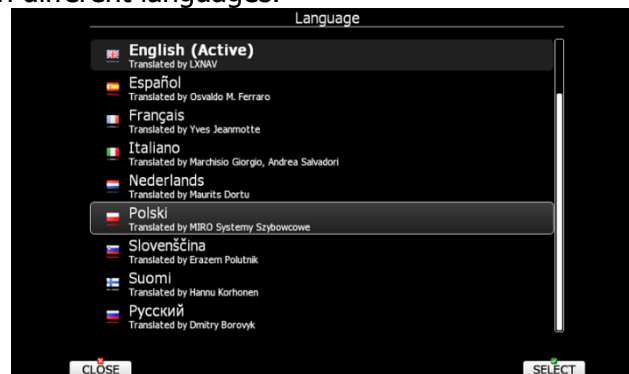 different languages.
Language
English (Active)
Translated by LXNAV
Español
Translated by Osvaldo M. Ferraro
Français
Translated by Yves Jeanmotte
Italiano
Translated by Marchisio Giorgio, Andrea Salvadori
Nederlands
Translated by Maurits Dortu
Polski
Translated by MIRO Systemy Szybowcowe
Slovenščina
Translated by Erazem Polutnik
Suomi
Translated by Hannu Korhonen
Русский
Translated by Dmitry Borovyk
CLOSE
SELECT